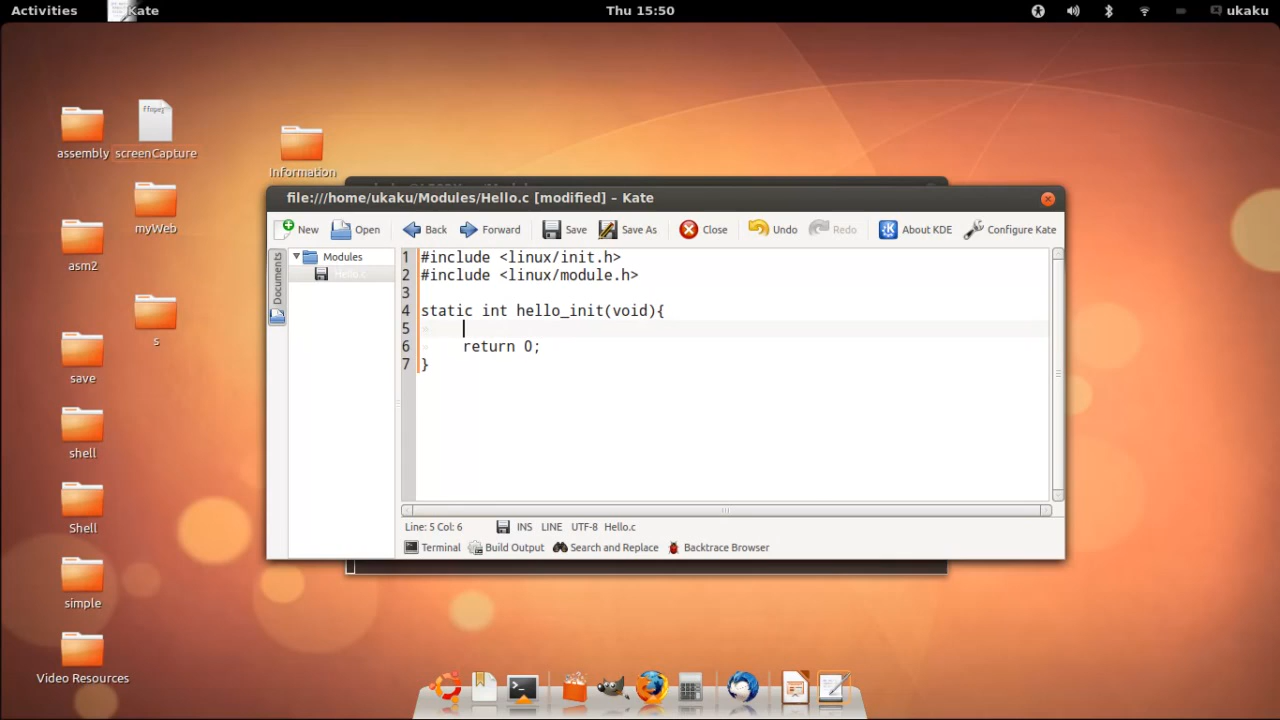 Activities Kate Thu 15:50 ukaku
assembly
screenCapture
Information
myWeb
asm2
s
save
shell
Shell
simple
Video Resources
file:///home/ukaku/Modules/Hello.c [modified] – Kate
New Open Back Forward Save Save As Close Undo Redo About KDE Configure Kate
Documents
Modules
Hello.c
1 #include <linux/init.h>
2 #include <linux/module.h>
3
4 static int hello_init(void){
5
6 return 0;
7 }
Line: 5 Col: 6 INS LINE UTF-8 Hello.c
Terminal Build Output Search and Replace Backtrace Browser